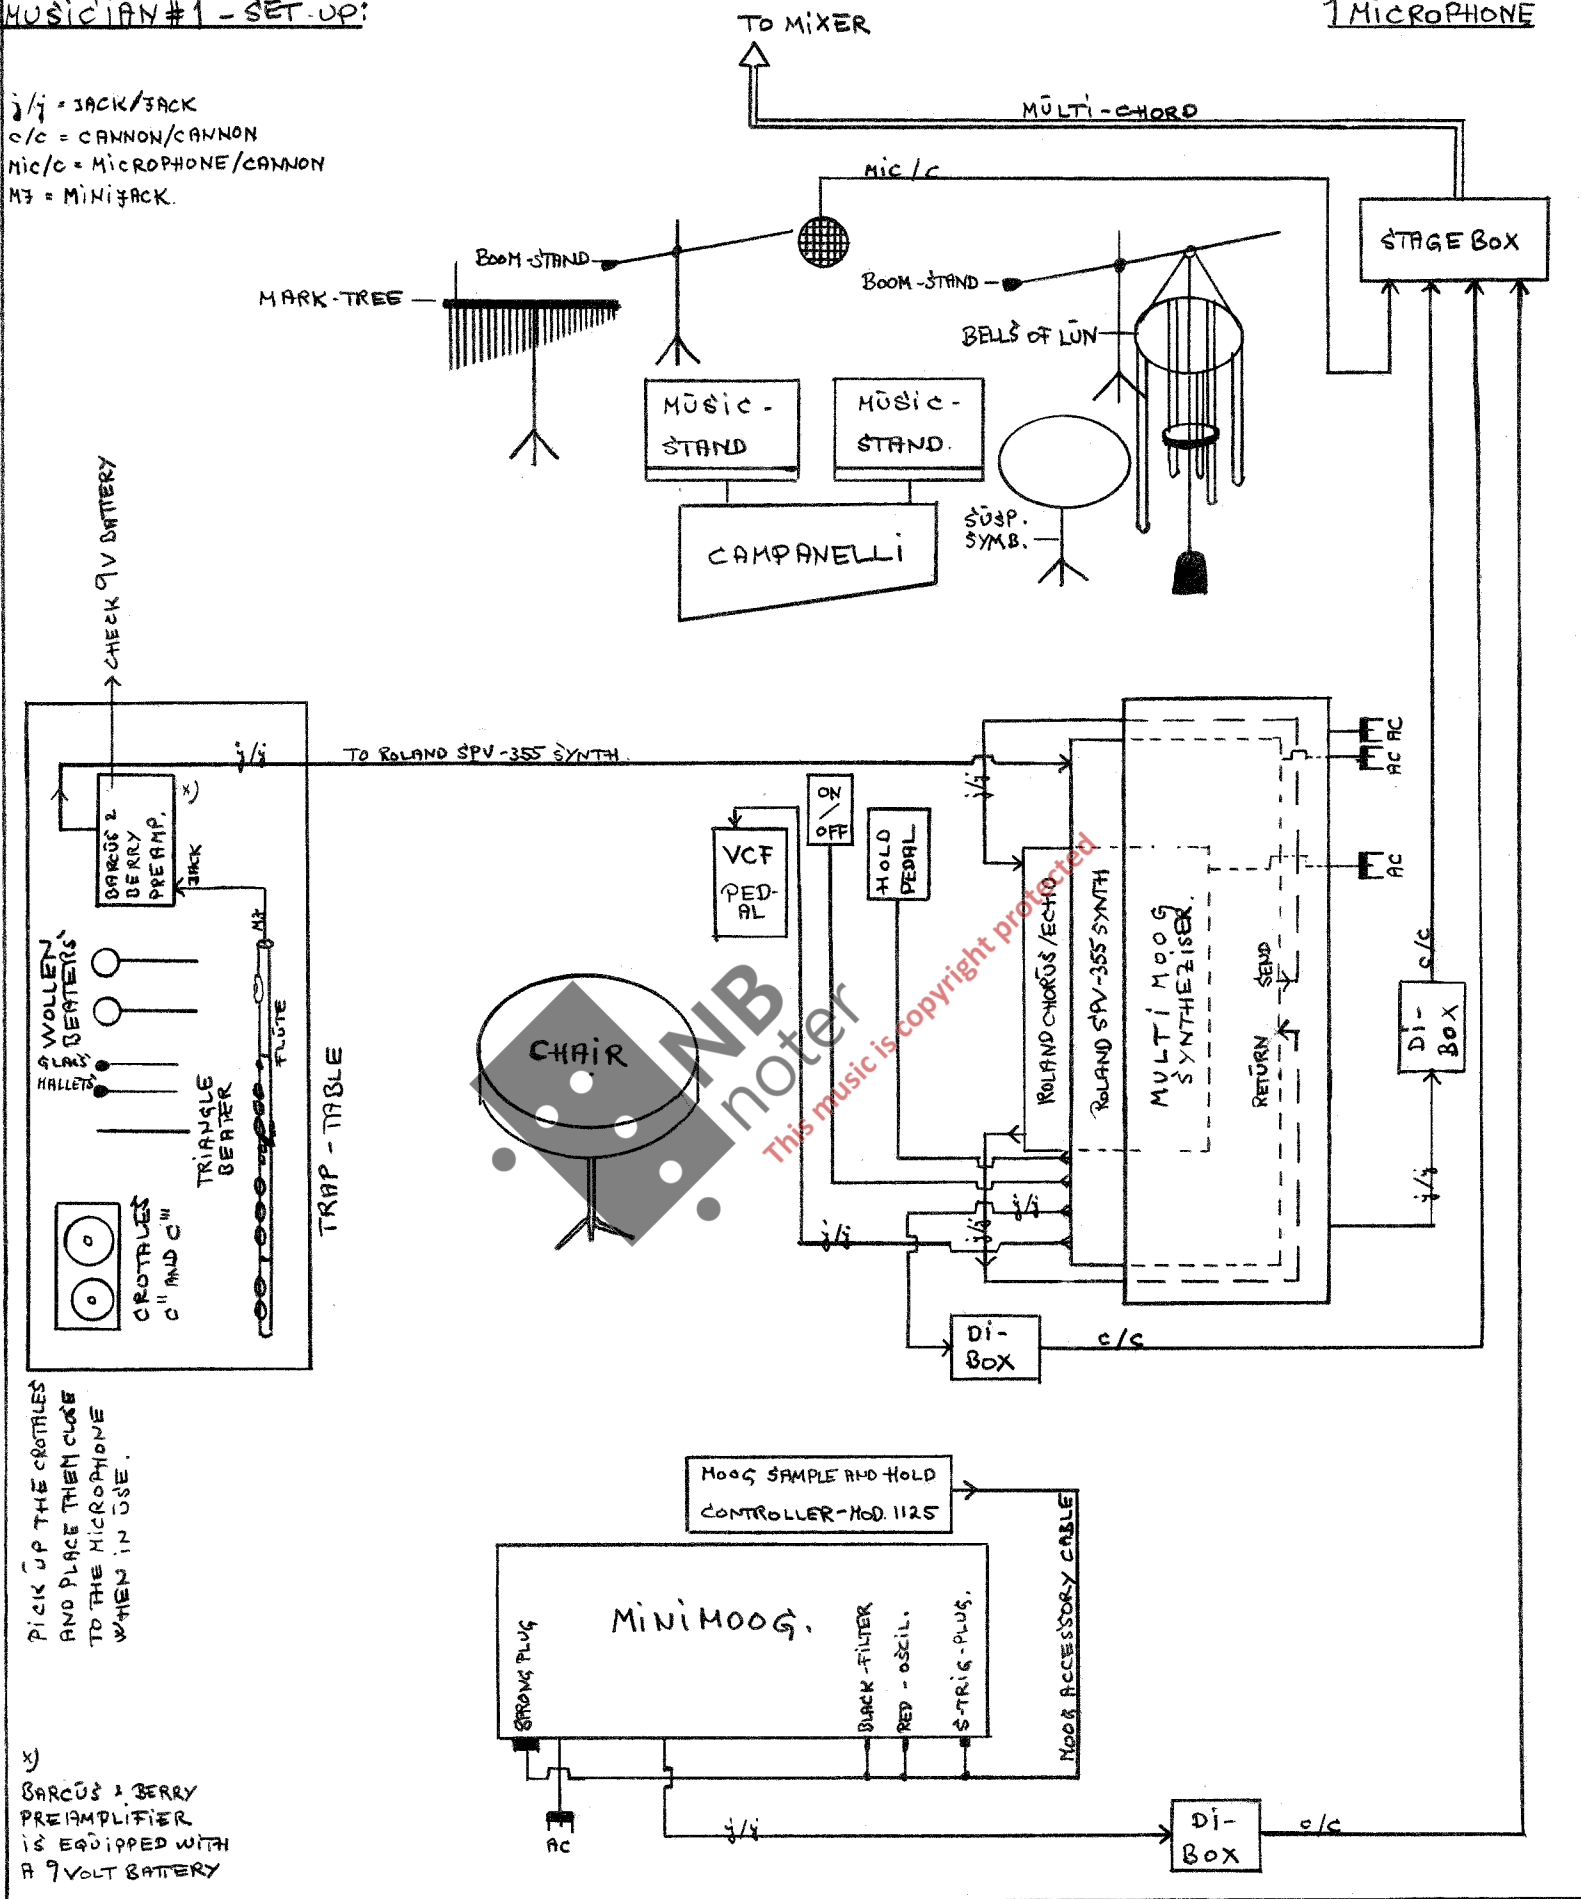 MUSICIAN #1 - SET-UP:
1 MICROPHONE
TO MIXER
j/j = JACK/JACK
c/c = CANNON/CANNON
Mic/c = MICROPHONE/CANNON
MJ = MINIJACK.
MULTI-CHORD
Mic/c
STAGE BOX
BOOM-STAND
MARK-TREE
BOOM-STAND
BELLS OF LUN
MUSIC-
STAND
MUSIC-
STAND.
SUSP.
SYMB.
CAMPANELLI
CHECK 9V BATTERY
j/j
TO ROLAND SPV-355 SYNTH.
BARCUS &
BERRY
PREAMP.
x)
JACK
MJ
FLUTE
WOLLEN
BEATERS
GLASS
MALLETS
TRIANGLE
BEATER
CROTALES
C'' AND C'''
TRAP-TABLE
CHAIR
VCF
PED-
AL
ON
/
OFF
HOLD
PEDAL
j/j
ROLAND CHORUS/ECHO
ROLAND SPV-355 SYNTH
MULTI MOOG
SYNTHEZISER.
SEND
RETURN
AC
AC
AC
c/c
Di-
BOX
j/j
j/j
j/j
j/j
Di-
BOX
c/c
PICK UP THE CROTALES
AND PLACE THEM CLOSE
TO THE MICROPHONE
WHEN IN USE.
MOOG SAMPLE AND HOLD
CONTROLLER-MOD. 1125
MOOG ACCESSORY CABLE
MINIMOOG.
STRONG PLUG
BLACK-FILTER
RED-OSCIL.
S-TRIG-PLUG.
AC
j/j
Di-
BOX
c/c
x)
BARCUS & BERRY
PREAMPLIFIER
IS EQUIPPED WITH
A 9 VOLT BATTERY
NB
noter
This music is copyright protected